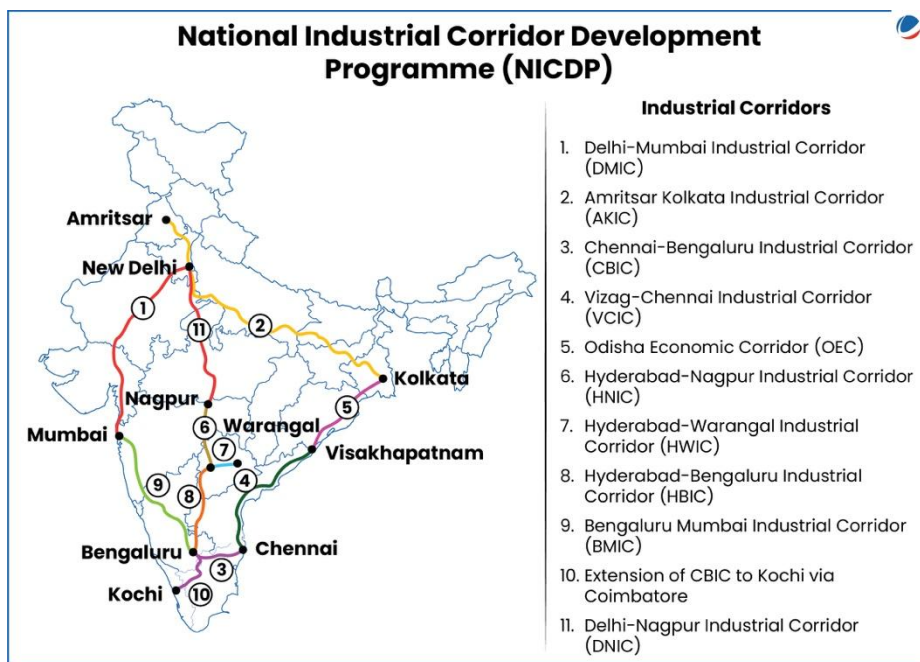 National Industrial Corridor Development
Programme (NICDP)
Amritsar
New Delhi
1
11
2
Kolkata
Nagpur
5
6
Warangal
7
Mumbai
Visakhapatnam
4
9
8
Bengaluru
Chennai
3
Kochi
10
Industrial Corridors
1. Delhi-Mumbai Industrial Corridor
(DMIC)
2. Amritsar Kolkata Industrial Corridor
(AKIC)
3. Chennai-Bengaluru Industrial Corridor
(CBIC)
4. Vizag-Chennai Industrial Corridor
(VCIC)
5. Odisha Economic Corridor (OEC)
6. Hyderabad-Nagpur Industrial Corridor
(HNIC)
7. Hyderabad-Warangal Industrial
Corridor (HWIC)
8. Hyderabad-Bengaluru Industrial
Corridor (HBIC)
9. Bengaluru Mumbai Industrial Corridor
(BMIC)
10. Extension of CBIC to Kochi via
Coimbatore
11. Delhi-Nagpur Industrial Corridor
(DNIC)